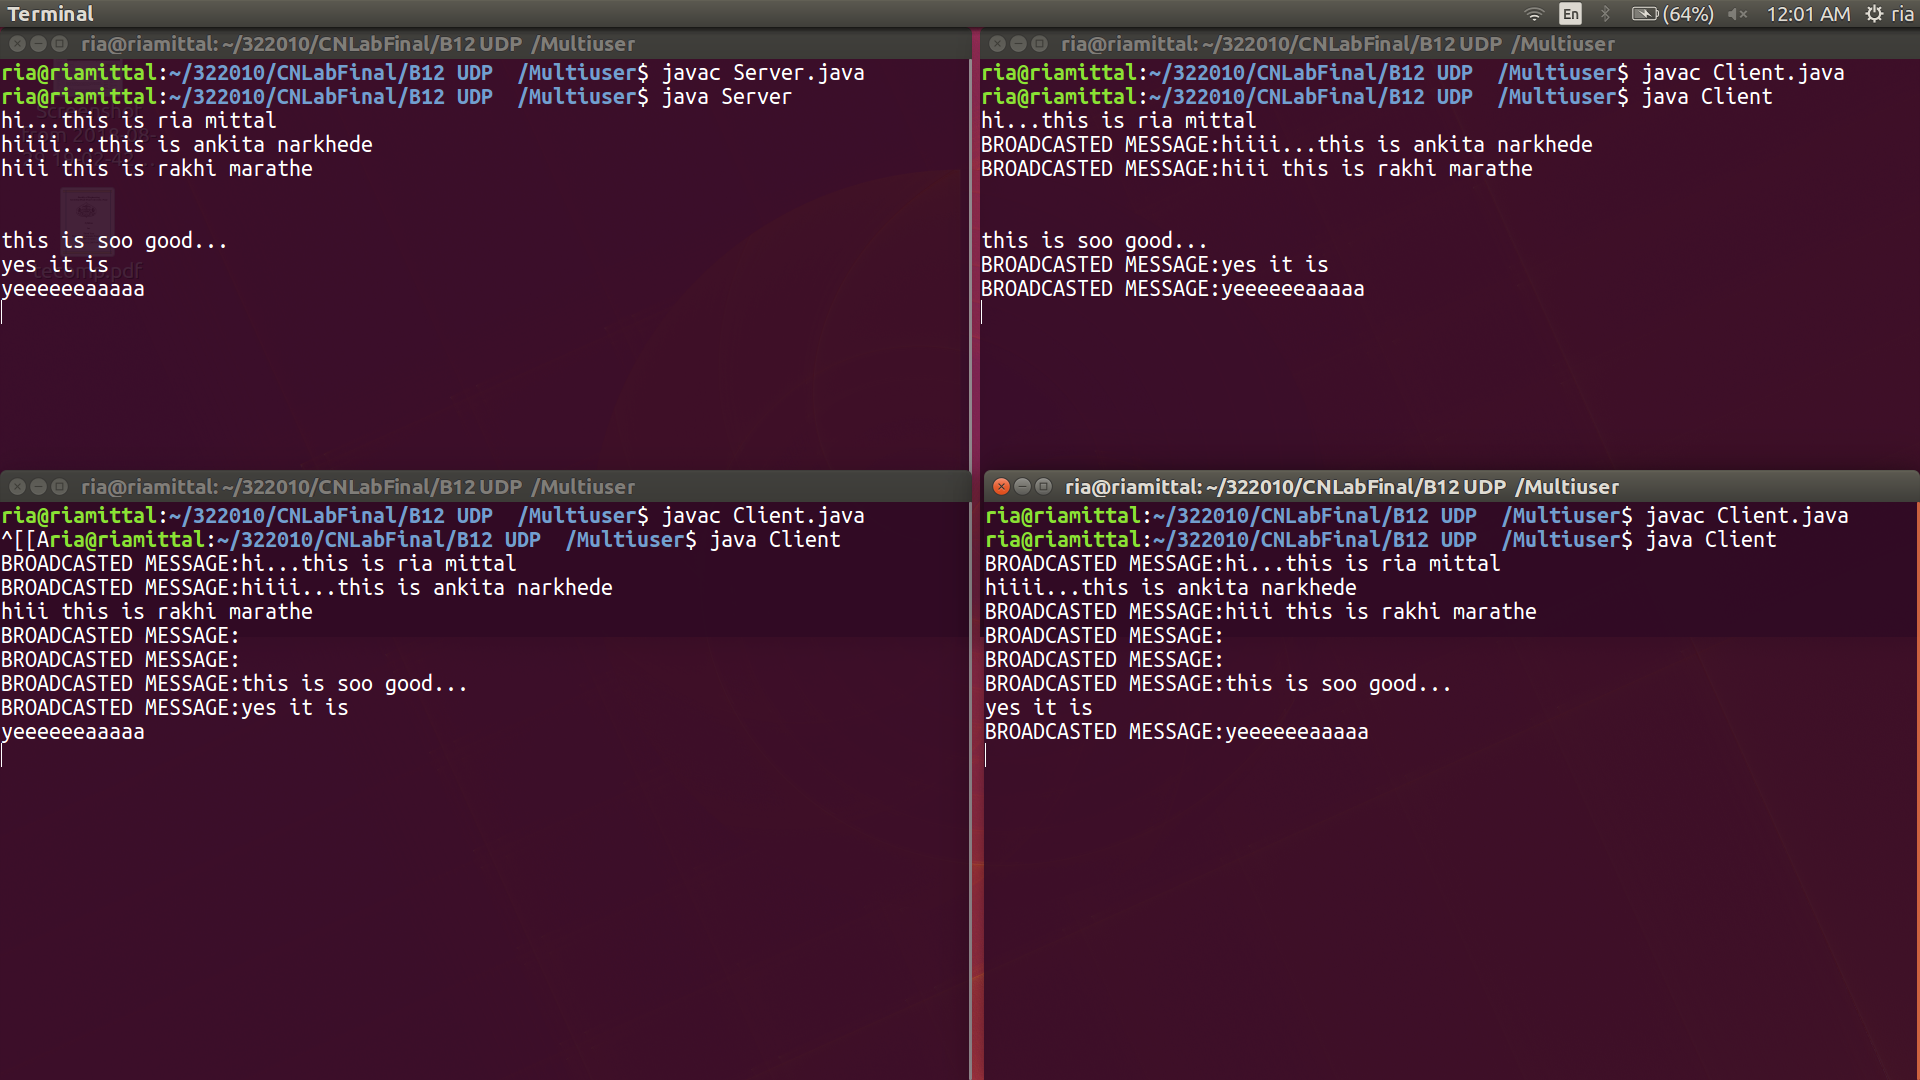 Terminal
En (64%) 12:01 AM ria
ria@riamittal: ~/322010/CNLabFinal/B12 UDP /Multiuser
ria@riamittal:~/322010/CNLabFinal/B12 UDP  /Multiuser$ javac Server.java
ria@riamittal:~/322010/CNLabFinal/B12 UDP  /Multiuser$ java Server
hi...this is ria mittal
hiiii...this is ankita narkhede
hiii this is rakhi marathe
this is soo good...
yes it is
yeeeeeeaaaaa
ria@riamittal: ~/322010/CNLabFinal/B12 UDP /Multiuser
ria@riamittal:~/322010/CNLabFinal/B12 UDP  /Multiuser$ javac Client.java
ria@riamittal:~/322010/CNLabFinal/B12 UDP  /Multiuser$ java Client
hi...this is ria mittal
BROADCASTED MESSAGE:hiiii...this is ankita narkhede
BROADCASTED MESSAGE:hiii this is rakhi marathe
this is soo good...
BROADCASTED MESSAGE:yes it is
BROADCASTED MESSAGE:yeeeeeeaaaaa
ria@riamittal: ~/322010/CNLabFinal/B12 UDP /Multiuser
ria@riamittal:~/322010/CNLabFinal/B12 UDP  /Multiuser$ javac Client.java
^[[Aria@riamittal:~/322010/CNLabFinal/B12 UDP  /Multiuser$ java Client
BROADCASTED MESSAGE:hi...this is ria mittal
BROADCASTED MESSAGE:hiiii...this is ankita narkhede
hiii this is rakhi marathe
BROADCASTED MESSAGE:
BROADCASTED MESSAGE:
BROADCASTED MESSAGE:this is soo good...
BROADCASTED MESSAGE:yes it is
yeeeeeeaaaaa
ria@riamittal: ~/322010/CNLabFinal/B12 UDP /Multiuser
ria@riamittal:~/322010/CNLabFinal/B12 UDP  /Multiuser$ javac Client.java
ria@riamittal:~/322010/CNLabFinal/B12 UDP  /Multiuser$ java Client
BROADCASTED MESSAGE:hi...this is ria mittal
hiiii...this is ankita narkhede
BROADCASTED MESSAGE:hiii this is rakhi marathe
BROADCASTED MESSAGE:
BROADCASTED MESSAGE:
BROADCASTED MESSAGE:this is soo good...
yes it is
BROADCASTED MESSAGE:yeeeeeeaaaaa